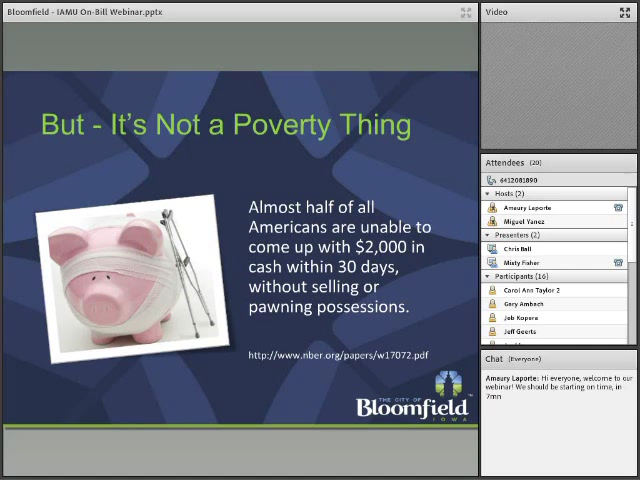 Bloomfield - IAMU On-Bill Webinar.pptx
But - It's Not a Poverty Thing
Almost half of all
Americans are unable to
come up with $2,000 in
cash within 30 days,
without selling or
pawning possessions.
http://www.nber.org/papers/w17072.pdf
THE CITY OF
Bloomfield
IOWA
Video
Attendees (20)
6412081890
Hosts (2)
Amaury Laporte
Miguel Yanez
Presenters (2)
Chris Ball
Misty Fisher
Participants (16)
Carol Ann Taylor 2
Gary Ambach
Job Kopera
Jeff Geerts
Chat (Everyone)
Amaury Laporte: Hi everyone, welcome to our
webinar! We should be starting on time, in
7mn